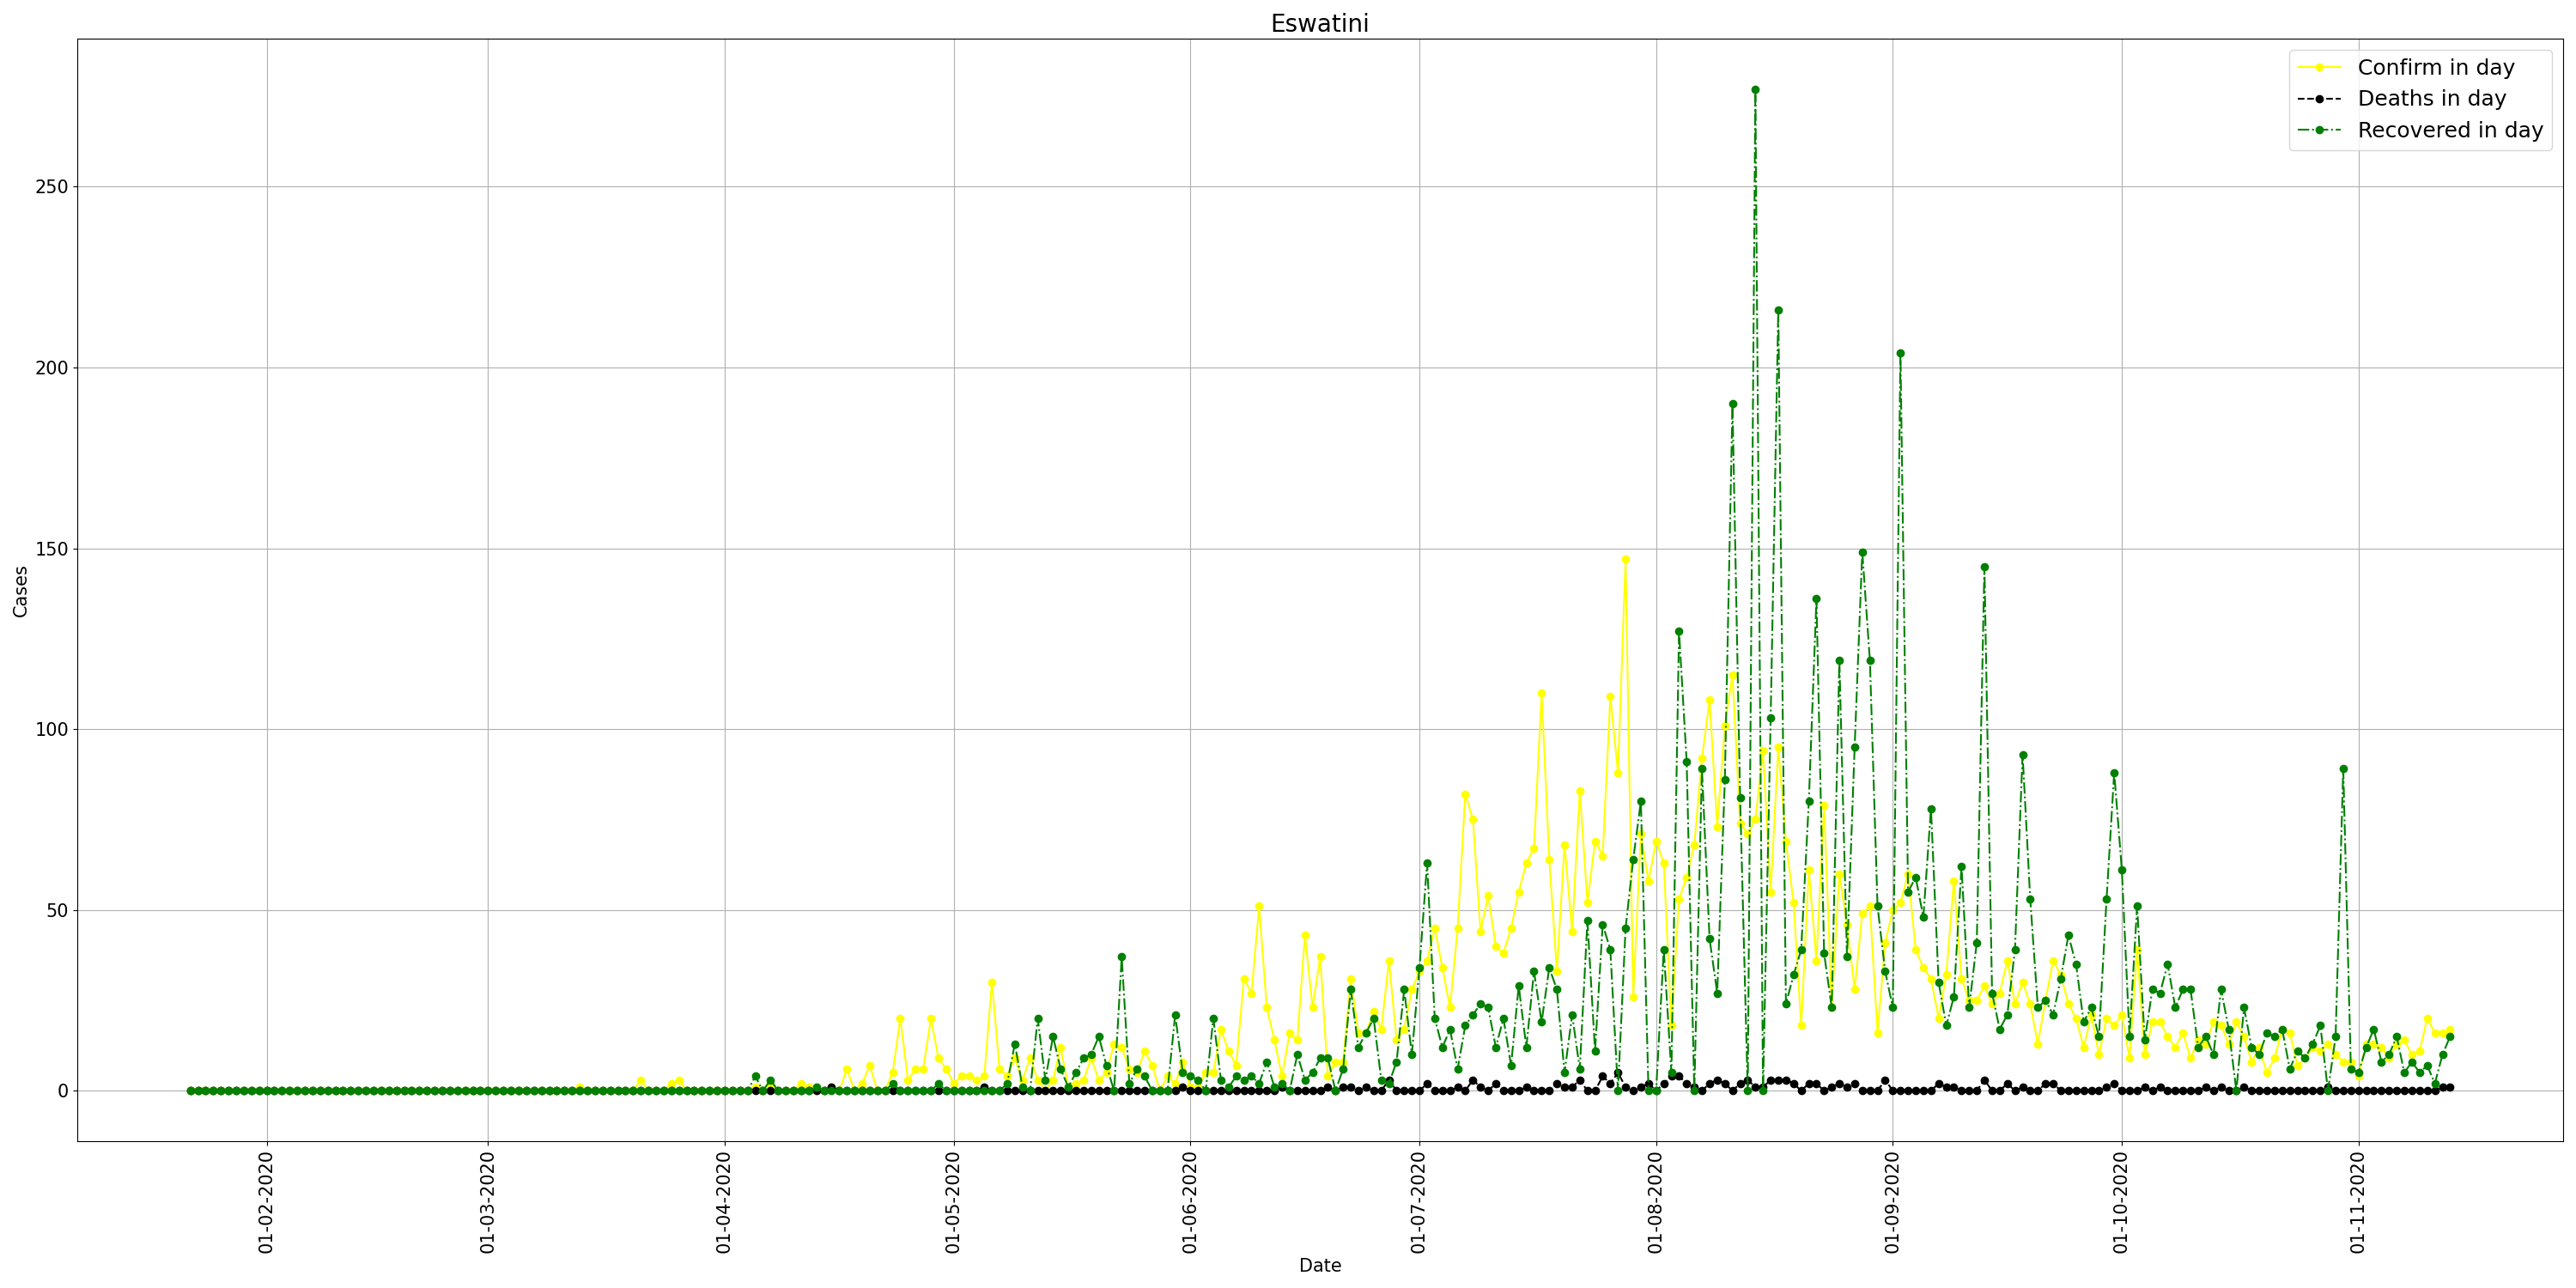 Eswatini
Confirm in day
Deaths in day
Recovered in day
Cases
250
200
150
100
50
0
01-02-2020
01-03-2020
01-04-2020
01-05-2020
01-06-2020
01-07-2020
01-08-2020
01-09-2020
01-10-2020
01-11-2020
Date